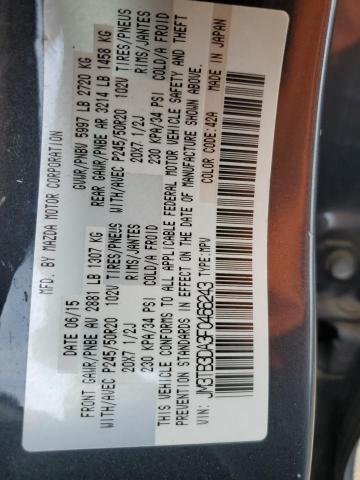 MFD. BY MAZDA MOTOR CORPORATION
DATE 06/15 GVWR/PNBV 5997 LB 2720 KG
FRONT GAWR/PNBE AV 2881 LB 1307 KG REAR GAWR/PNBE AR 3214 LB 1458 KG
WITH/AVEC P245/50R20 102V TIRES/PNEUS WITH/AVEC P245/50R20 102V TIRES/PNEUS
20X7 1/2J RIMS/JANTES 20X7 1/2J RIMS/JANTES
230 KPA/34 PSI COLD/A FROID 230 KPA/34 PSI COLD/A FROID
THIS VEHICLE CONFORMS TO ALL APPLICABLE FEDERAL MOTOR VEHICLE SAFETY AND THEFT
PREVENTION STANDARDS IN EFFECT ON THE DATE OF MANUFACTURE SHOWN ABOVE.
COLOR CODE: 42A MADE IN JAPAN
VIN: JM3TB3DA3F0466243 TYPE: MPV